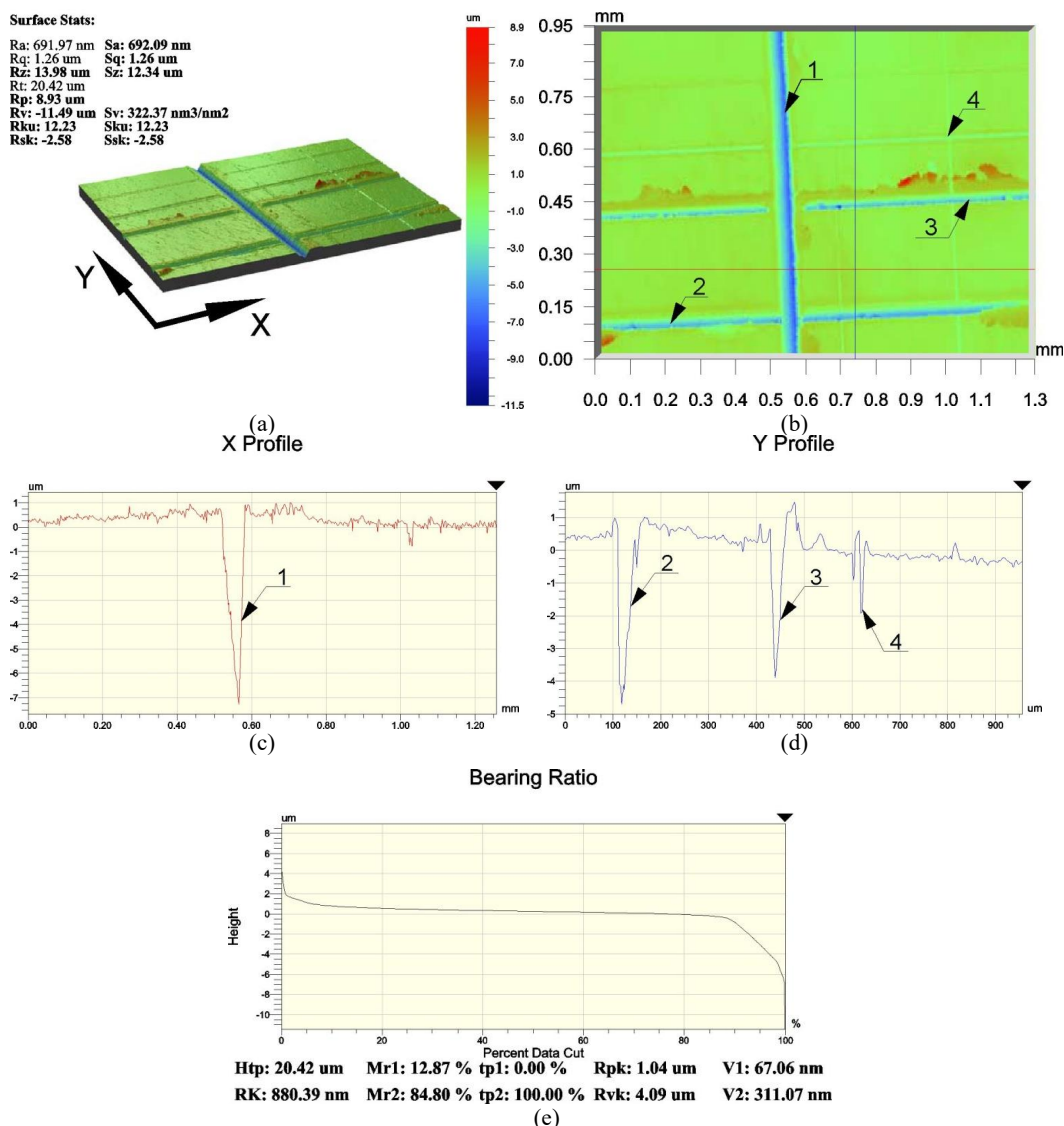 Surface Stats:
Ra: 691.97 nm Sa: 692.09 nm
Rq: 1.26 um Sq: 1.26 um
Rz: 13.98 um Sz: 12.34 um
Rt: 20.42 um
Rp: 8.93 um
Rv: -11.49 um Sv: 322.37 nm3/nm2
Rku: 12.23 Sku: 12.23
Rsk: -2.58 Ssk: -2.58
Y
X
um
8.9
7.0
5.0
3.0
1.0
-1.0
-3.0
-5.0
-7.0
-9.0
-11.5
(a)
mm
0.95
0.75
0.60
0.45
0.30
0.15
0.00
1
4
3
2
mm
0.0 0.1 0.2 0.3 0.4 0.5 0.6 0.7 0.8 0.9 1.0 1.1 1.3
(b)
X Profile
um
1
0
-1
-2
-3
-4
-5
-6
-7
1
0.00 0.20 0.40 0.60 0.80 1.00 1.20
mm
(c)
Y Profile
um
1
0
-1
-2
-3
-4
-5
2
3
4
0 100 200 300 400 500 600 700 800 900
um
(d)
Bearing Ratio
um
8
6
4
2
0
-2
-4
-6
-8
-10
Height
0 20 40 60 80 100
%
Percent Data Cut
Htp: 20.42 um Mr1: 12.87 % tp1: 0.00 % Rpk: 1.04 um V1: 67.06 nm
RK: 880.39 nm Mr2: 84.80 % tp2: 100.00 % Rvk: 4.09 um V2: 311.07 nm
(e)